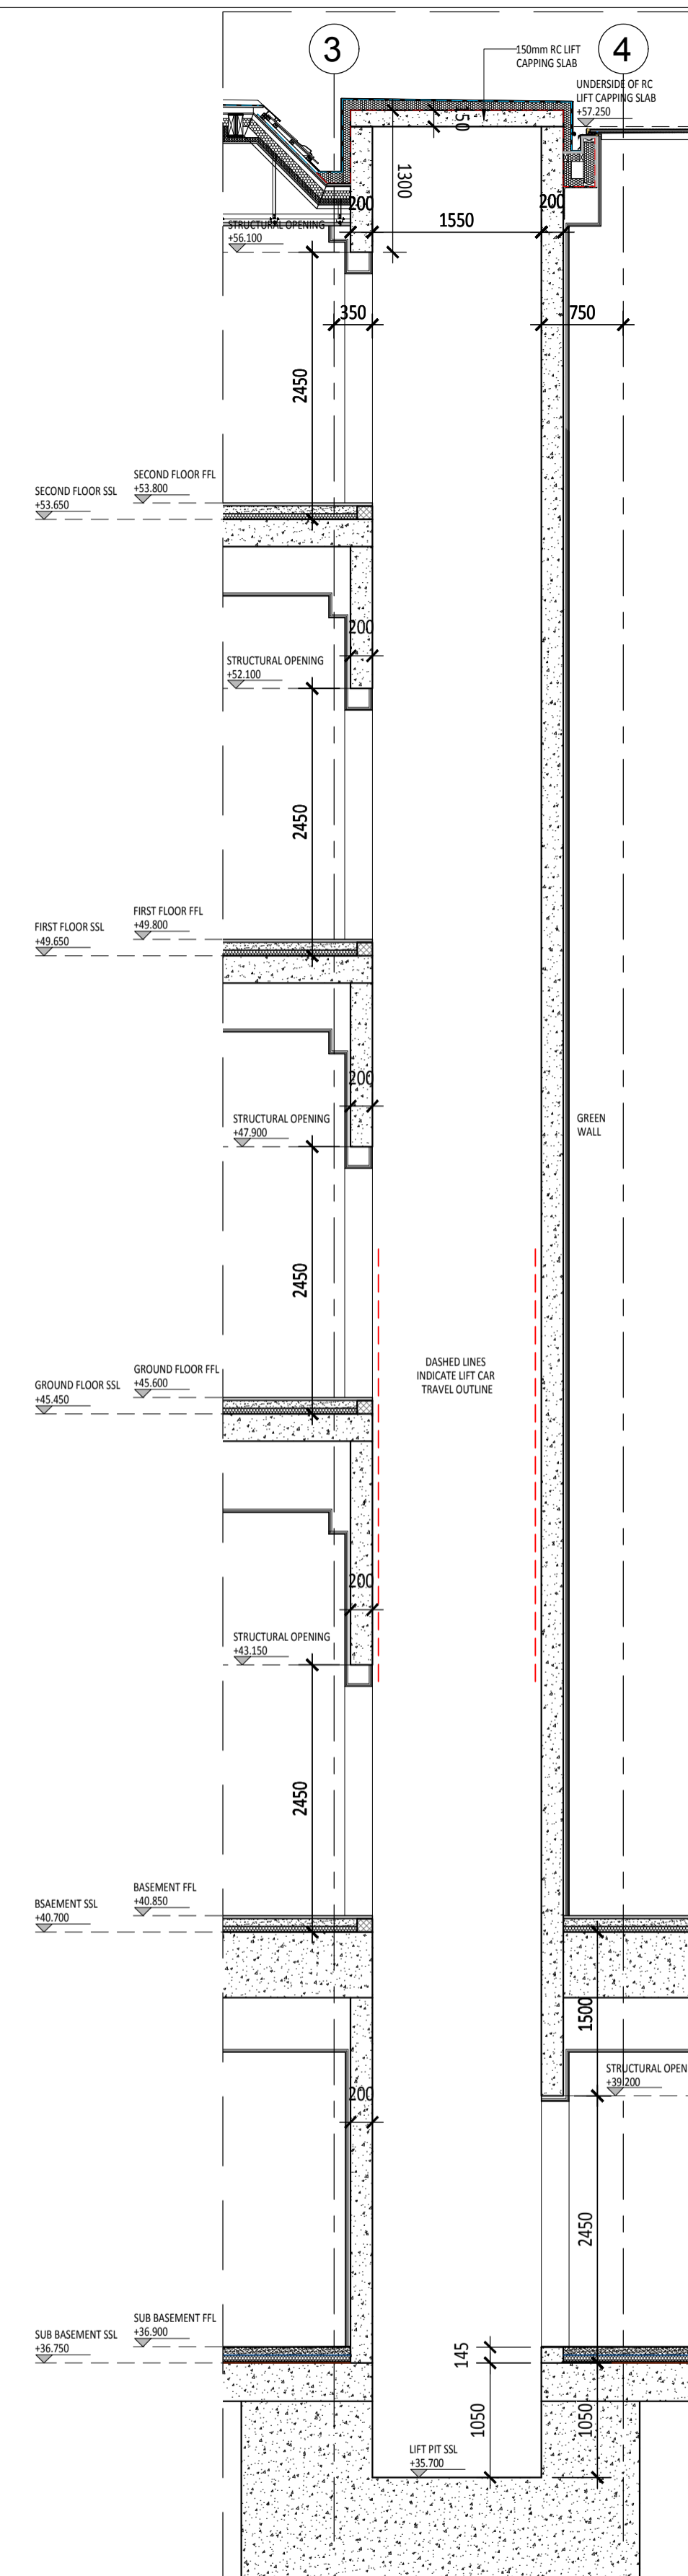 3
4
150mm RC LIFT
CAPPING SLAB
UNDERSIDE OF RC
LIFT CAPPING SLAB
+57.250
150
1300
200
1550
200
STRUCTURAL OPENING
+56.100
350
750
2450
SECOND FLOOR FFL
+53.800
SECOND FLOOR SSL
+53.650
200
STRUCTURAL OPENING
+52.100
2450
FIRST FLOOR FFL
+49.800
FIRST FLOOR SSL
+49.650
200
STRUCTURAL OPENING
+47.900
GREEN
WALL
2450
DASHED LINES
INDICATE LIFT CAR
TRAVEL OUTLINE
GROUND FLOOR FFL
+45.600
GROUND FLOOR SSL
+45.450
200
STRUCTURAL OPENING
+43.150
2450
BASEMENT FFL
+40.850
BSAEMENT SSL
+40.700
1500
STRUCTURAL OPEN
+39.200
200
2450
SUB BASEMENT FFL
+36.900
SUB BASEMENT SSL
+36.750
145
1050
1050
LIFT PIT SSL
+35.700